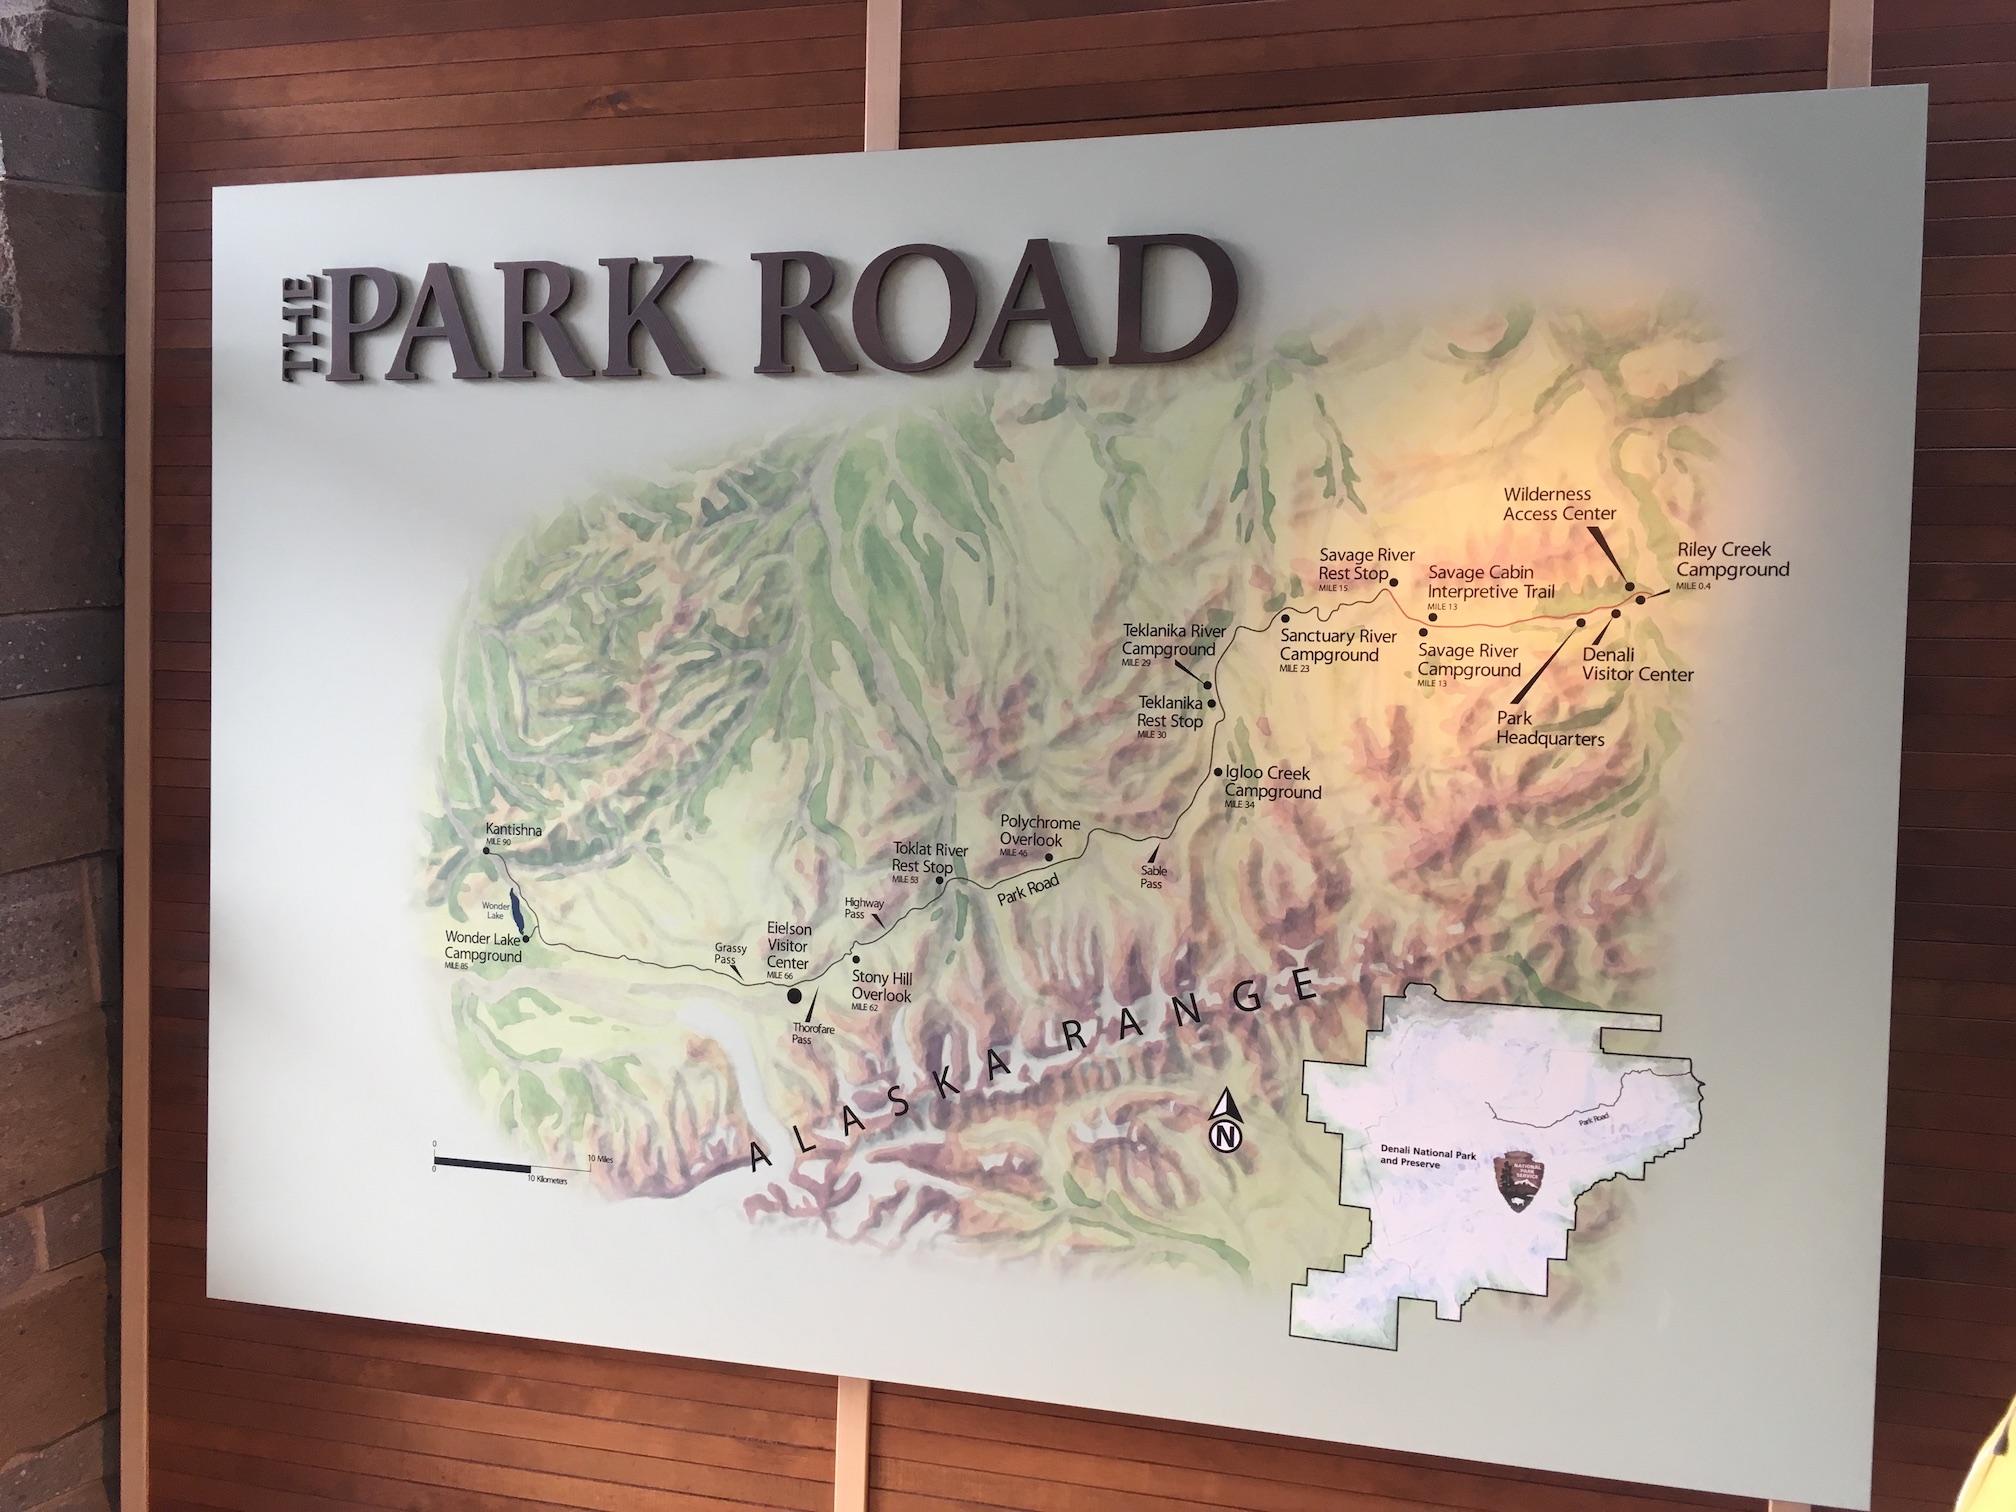 THE PARK ROAD
Wilderness
Access Center
Riley Creek
Campground
MILE 0.4
Savage River
Rest Stop
MILE 15
Savage Cabin
Interpretive Trail
MILE 13
Teklanika River
Campground
MILE 29
Sanctuary River
Campground
MILE 23
Savage River
Campground
MILE 13
Denali
Visitor Center
Teklanika
Rest Stop
MILE 30
Park
Headquarters
Igloo Creek
Campground
MILE 34
Kantishna
MILE 90
Polychrome
Overlook
MILE 46
Toklat River
Rest Stop
MILE 53
Sable
Pass
Park Road
Highway
Pass
Wonder
Lake
Wonder Lake
Campground
MILE 85
Grassy
Pass
Eielson
Visitor
Center
MILE 66
Stony Hill
Overlook
MILE 62
Thorofare
Pass
ALASKA RANGE
N
0
10 Miles
0
10 Kilometers
Park Road
Denali National Park
and Preserve
NATIONAL
PARK
SERVICE